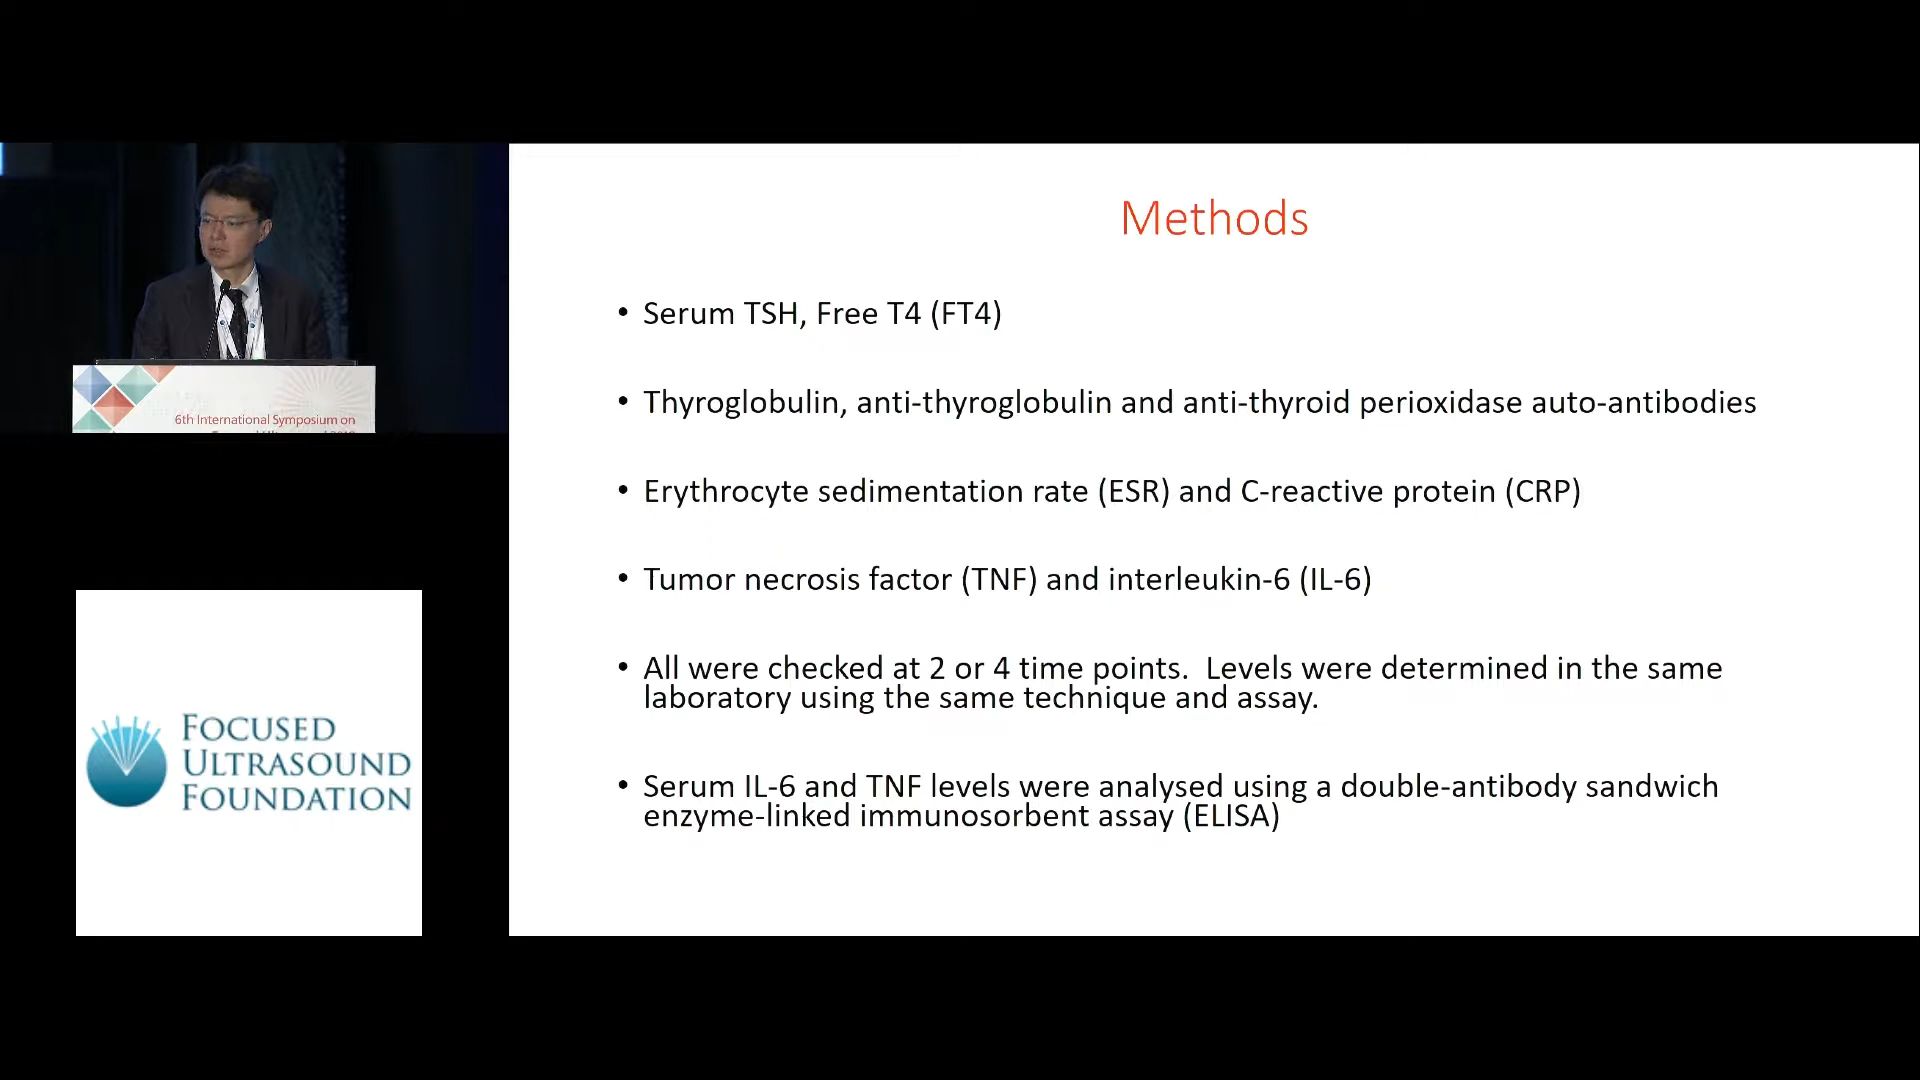 Methods
• Serum TSH, Free T4 (FT4)
• Thyroglobulin, anti-thyroglobulin and anti-thyroid perioxidase auto-antibodies
• Erythrocyte sedimentation rate (ESR) and C-reactive protein (CRP)
• Tumor necrosis factor (TNF) and interleukin-6 (IL-6)
• All were checked at 2 or 4 time points.  Levels were determined in the same
laboratory using the same technique and assay.
• Serum IL-6 and TNF levels were analysed using a double-antibody sandwich
enzyme-linked immunosorbent assay (ELISA)
6th International Symposium on
FOCUSED
ULTRASOUND
FOUNDATION